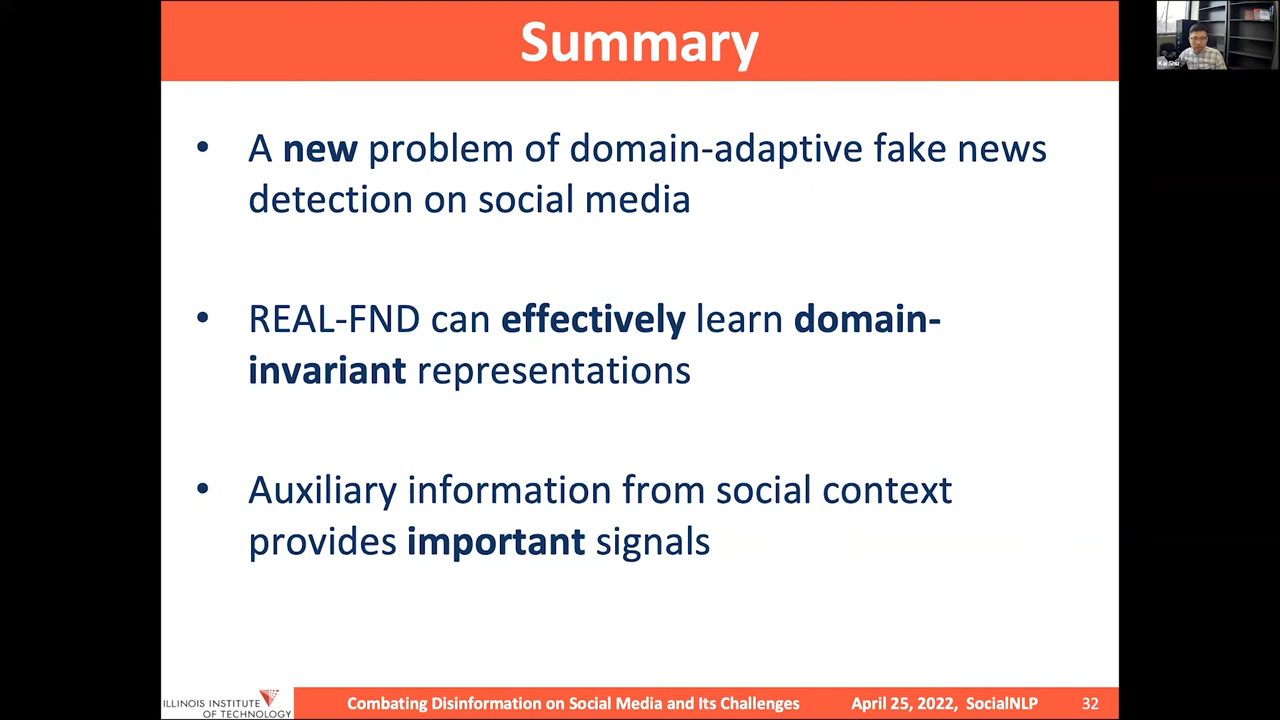 Summary
• A new problem of domain-adaptive fake news
detection on social media
• REAL-FND can effectively learn domain-
invariant representations
• Auxiliary information from social context
provides important signals
ILLINOIS INSTITUTE
OF TECHNOLOGY
Combating Disinformation on Social Media and Its Challenges
April 25, 2022, SocialNLP
32
Kai Shu